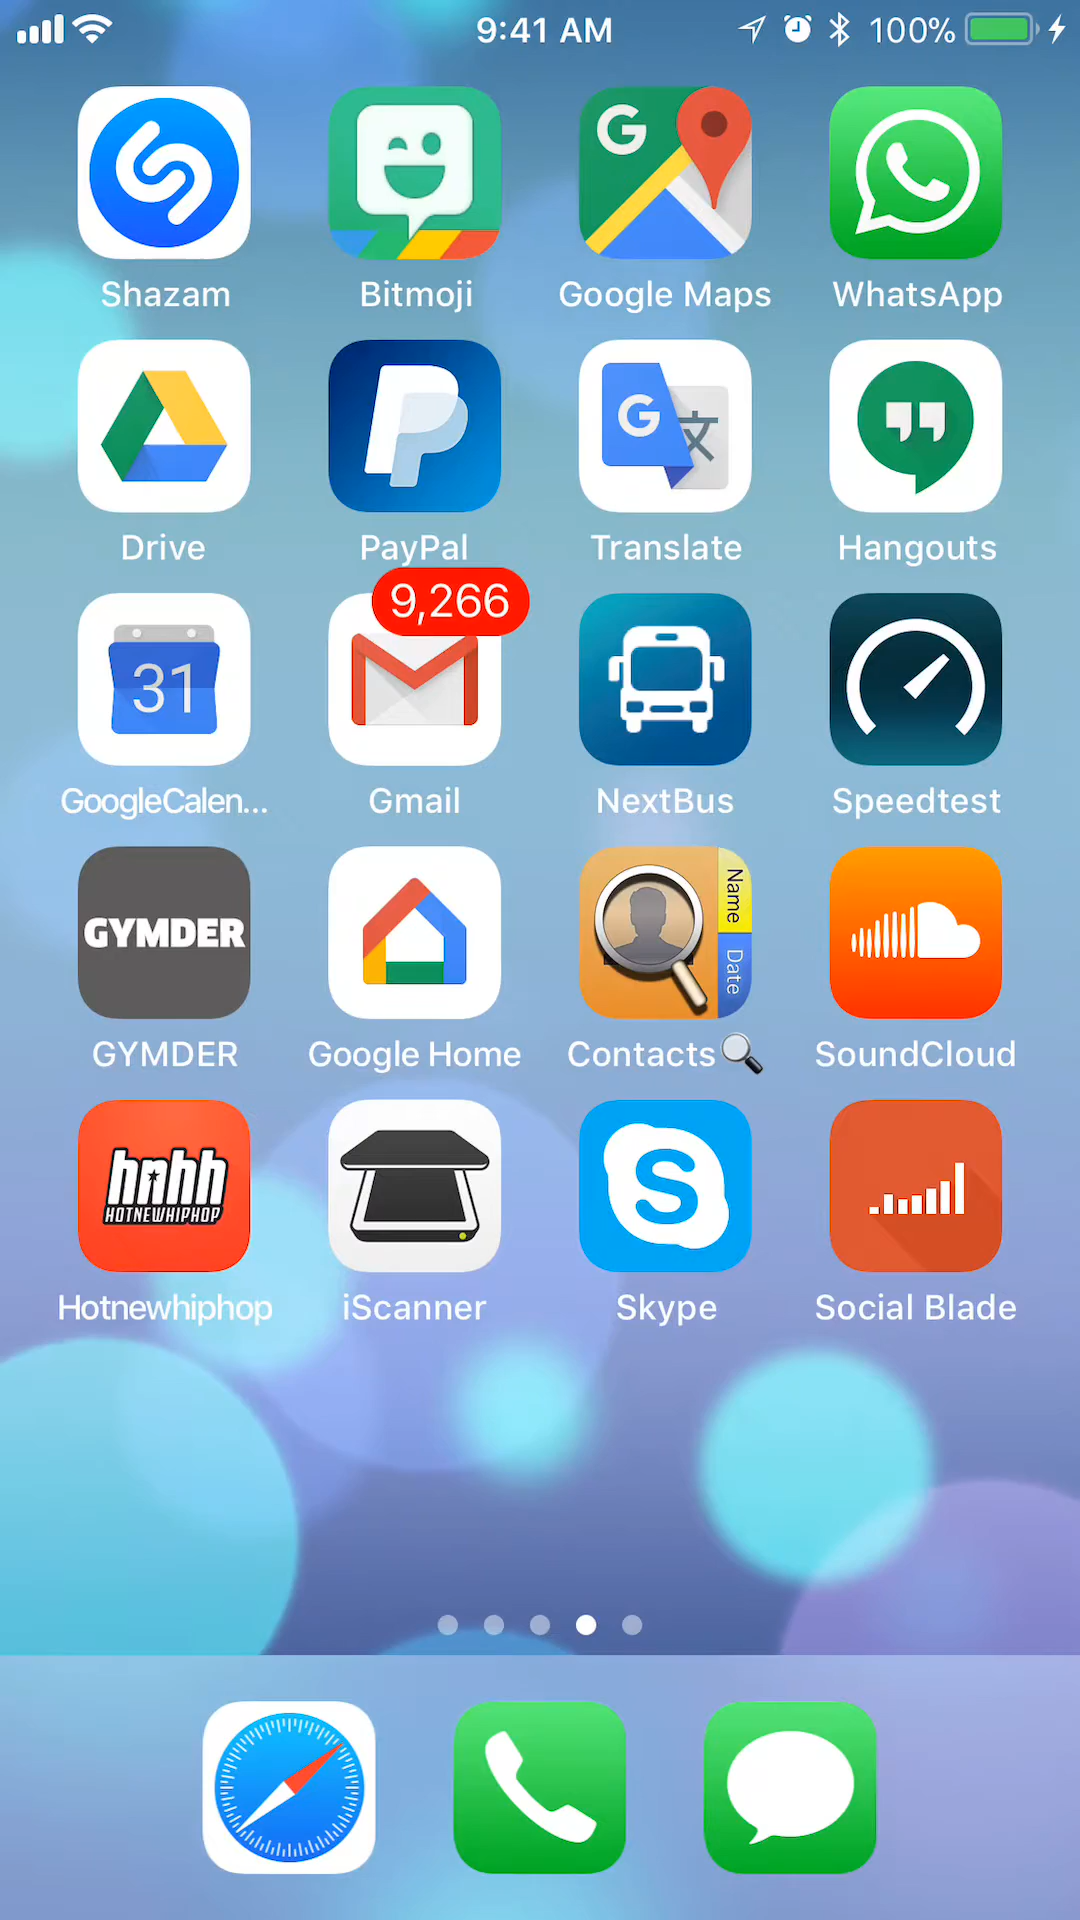 9:41 AM 100%
Shazam Bitmoji Google Maps WhatsApp
Drive PayPal Translate Hangouts
9,266
31
GoogleCalen... Gmail NextBus Speedtest
GYMDER
Name
Date
GYMDER Google Home Contacts🔍 SoundCloud
hnhh
HOTNEWHIPHOP
Hotnewhiphop iScanner Skype Social Blade